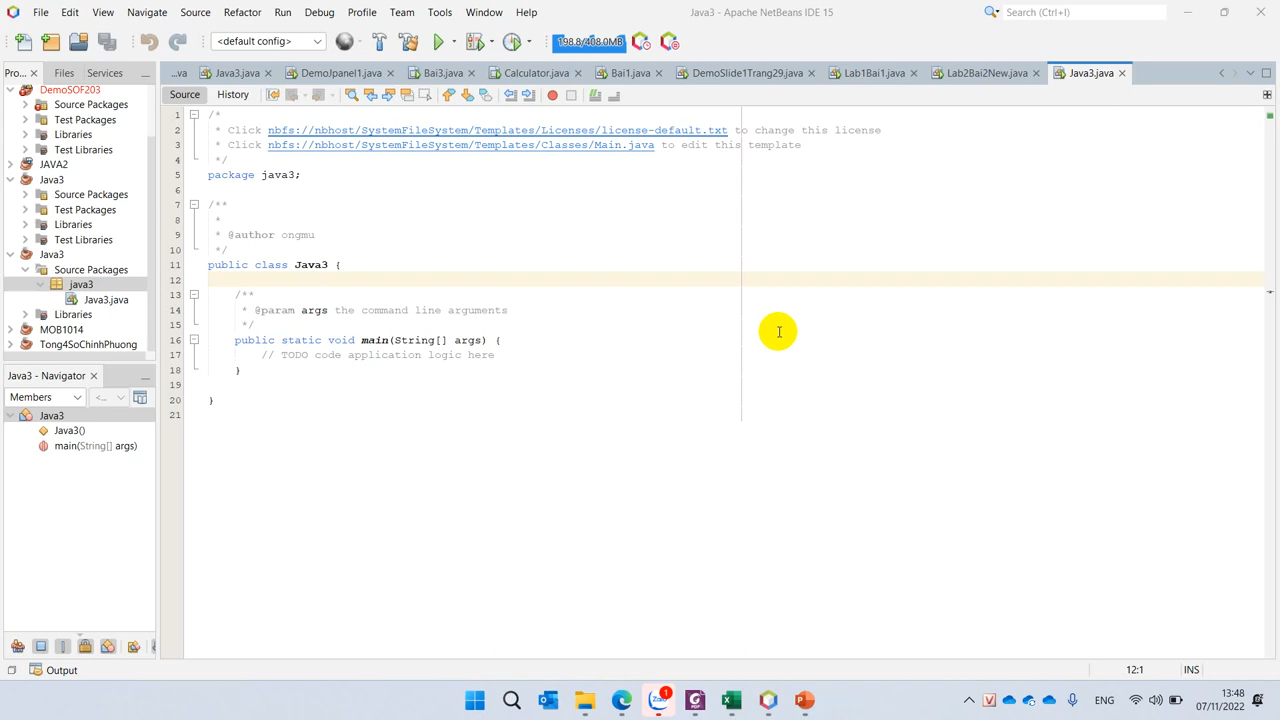 File Edit View Navigate Source Refactor Run Debug Profile Team Tools Window Help
Java3 - Apache NetBeans IDE 15
Search (Ctrl+I)
<default config>
198.8/408.0MB
Pro...
Files
Services
...va
Java3.java
DemoJpanel1.java
Bai3.java
Calculator.java
Bai1.java
DemoSlide1Trang29.java
Lab1Bai1.java
Lab2Bai2New.java
Java3.java
Source
History
DemoSOF203
Source Packages
Test Packages
Libraries
Test Libraries
JAVA2
Java3
Source Packages
Test Packages
Libraries
Test Libraries
Java3
Source Packages
java3
Java3.java
Libraries
MOB1014
Tong4SoChinhPhuong
1 /*
2 * Click nbfs://nbhost/SystemFileSystem/Templates/Licenses/license-default.txt to change this license
3 * Click nbfs://nbhost/SystemFileSystem/Templates/Classes/Main.java to edit this template
4 */
5 package java3;
6
7 /**
8 *
9 * @author ongmu
10 */
11 public class Java3 {
12
13 /**
14 * @param args the command line arguments
15 */
16 public static void main(String[] args) {
17 // TODO code application logic here
18 }
19
20 }
21
Java3 - Navigator
Members
<...
Java3
Java3()
main(String[] args)
Output
12:1
INS
Zalo
1
PDF
ENG
13:48
07/11/2022